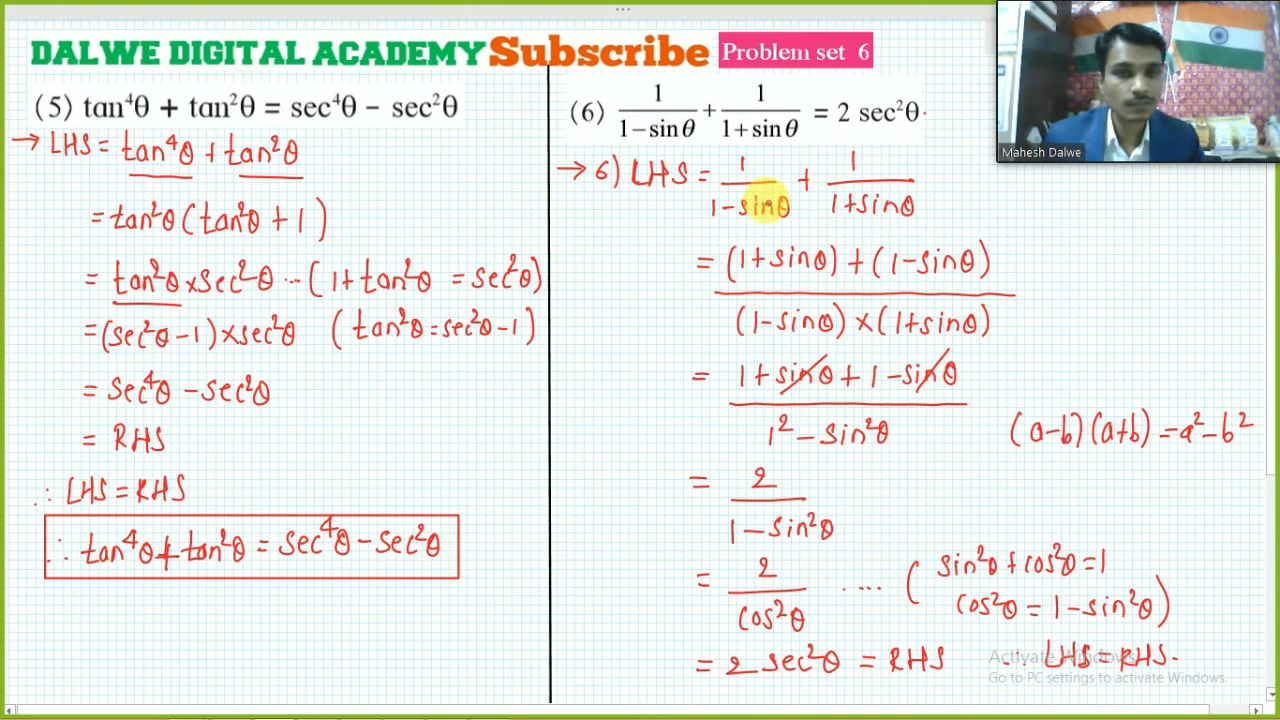 DALWE DIGITAL ACADEMY Subscribe Problem set 6
Mahesh Dalwe
(5) tan⁴θ + tan²θ = sec⁴θ − sec²θ
→ LHS = tan⁴θ + tan²θ
= tan²θ (tan²θ + 1)
= tan²θ × sec²θ ... (1 + tan²θ = sec²θ)
= (sec²θ − 1) × sec²θ (tan²θ = sec²θ − 1)
= sec⁴θ − sec²θ
= RHS
∴ LHS = RHS
∴ tan⁴θ + tan²θ = sec⁴θ − sec²θ
(6) 1/(1 − sin θ) + 1/(1 + sin θ) = 2 sec²θ.
→ 6) LHS = 1/(1 − sinθ) + 1/(1 + sinθ)
= (1 + sinθ) + (1 − sinθ)
(1 − sinθ) × (1 + sinθ)
= 1 + sinθ + 1 − sinθ
1² − sin²θ (a−b) (a+b) = a² − b²
= 2
1 − sin²θ
= 2 .... ( sin²θ + cos²θ = 1
cos²θ cos²θ = 1 − sin²θ)
= 2 sec²θ = RHS ∴ LHS = RHS.
Activate Windows
Go to PC settings to activate Windows.